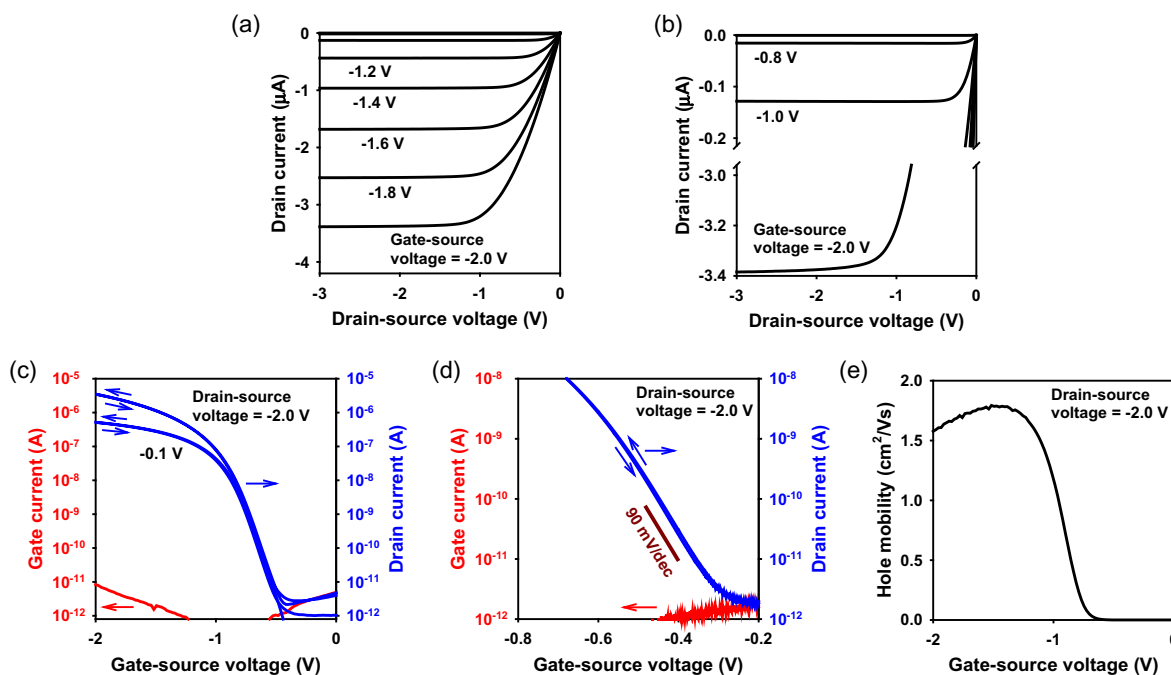 (a)
Drain current (μA)
0
-1
-2
-3
-4
-1.2 V
-1.4 V
-1.6 V
-1.8 V
Gate-source
voltage = -2.0 V
-3
-2
-1
0
Drain-source voltage (V)
(b)
Drain current (μA)
0.0
-0.1
-0.2
-3.0
-3.2
-3.4
-0.8 V
-1.0 V
Gate-source
voltage = -2.0 V
-3
-2
-1
0
Drain-source voltage (V)
(c)
Gate current (A)
10⁻⁵
10⁻⁶
10⁻⁷
10⁻⁸
10⁻⁹
10⁻¹⁰
10⁻¹¹
10⁻¹²
Drain-source
voltage = -2.0 V
-0.1 V
10⁻⁵
10⁻⁶
10⁻⁷
10⁻⁸
10⁻⁹
10⁻¹⁰
10⁻¹¹
10⁻¹²
Drain current (A)
-2
-1
0
Gate-source voltage (V)
(d)
Gate current (A)
10⁻⁸
10⁻⁹
10⁻¹⁰
10⁻¹¹
10⁻¹²
Drain-source
voltage = -2.0 V
90 mV/dec
10⁻⁸
10⁻⁹
10⁻¹⁰
10⁻¹¹
10⁻¹²
Drain current (A)
-0.8
-0.6
-0.4
-0.2
Gate-source voltage (V)
(e)
Hole mobility (cm²/Vs)
2.0
1.5
1.0
0.5
0.0
Drain-source
voltage = -2.0 V
-2
-1
0
Gate-source voltage (V)